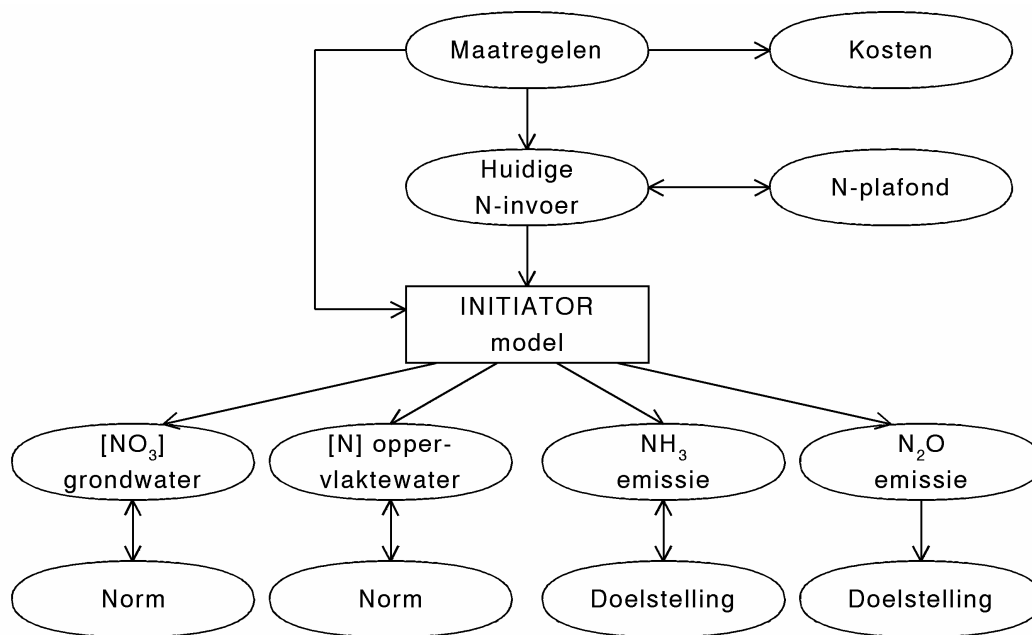 Maatregelen
Kosten
Huidige
N-invoer
N-plafond
INITIATOR
model
[NO₃]
grondwater
[N] opper-
vlaktewater
NH₃
emissie
N₂O
emissie
Norm
Norm
Doelstelling
Doelstelling